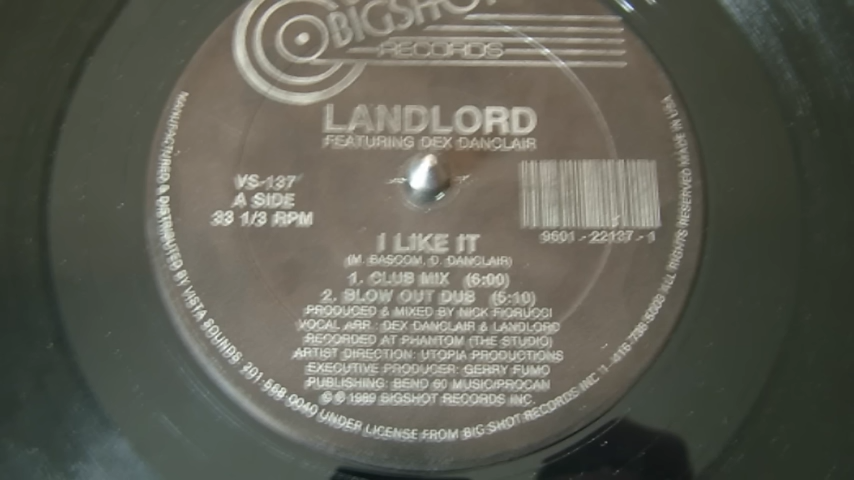 BIGSHOT
RECORDS
LANDLORD
FEATURING DEX DANCLAIR
VS-137
A SIDE
33 1/3 RPM
9601 - 22137 - 1
I LIKE IT
(M. BASCOM, D. DANCLAIR)
1. CLUB MIX (6:00)
2. BLOW OUT DUB (5:10)
PRODUCED & MIXED BY NICK FIORUCCI
VOCAL ARR.: DEX DANCLAIR & LANDLORD
RECORDED AT PHANTOM (THE STUDIO)
ARTIST DIRECTION: UTOPIA PRODUCTIONS
EXECUTIVE PRODUCER: GERRY FUMO
PUBLISHING: BEND 60 MUSIC/PROCAN
© ℗ 1989 BIGSHOT RECORDS INC.
MANUFACTURED & DISTRIBUTED BY VISTA SOUNDS UNDER LICENSE FROM BIG SHOT RECORDS INC ALL RIGHTS RESERVED MADE IN USA